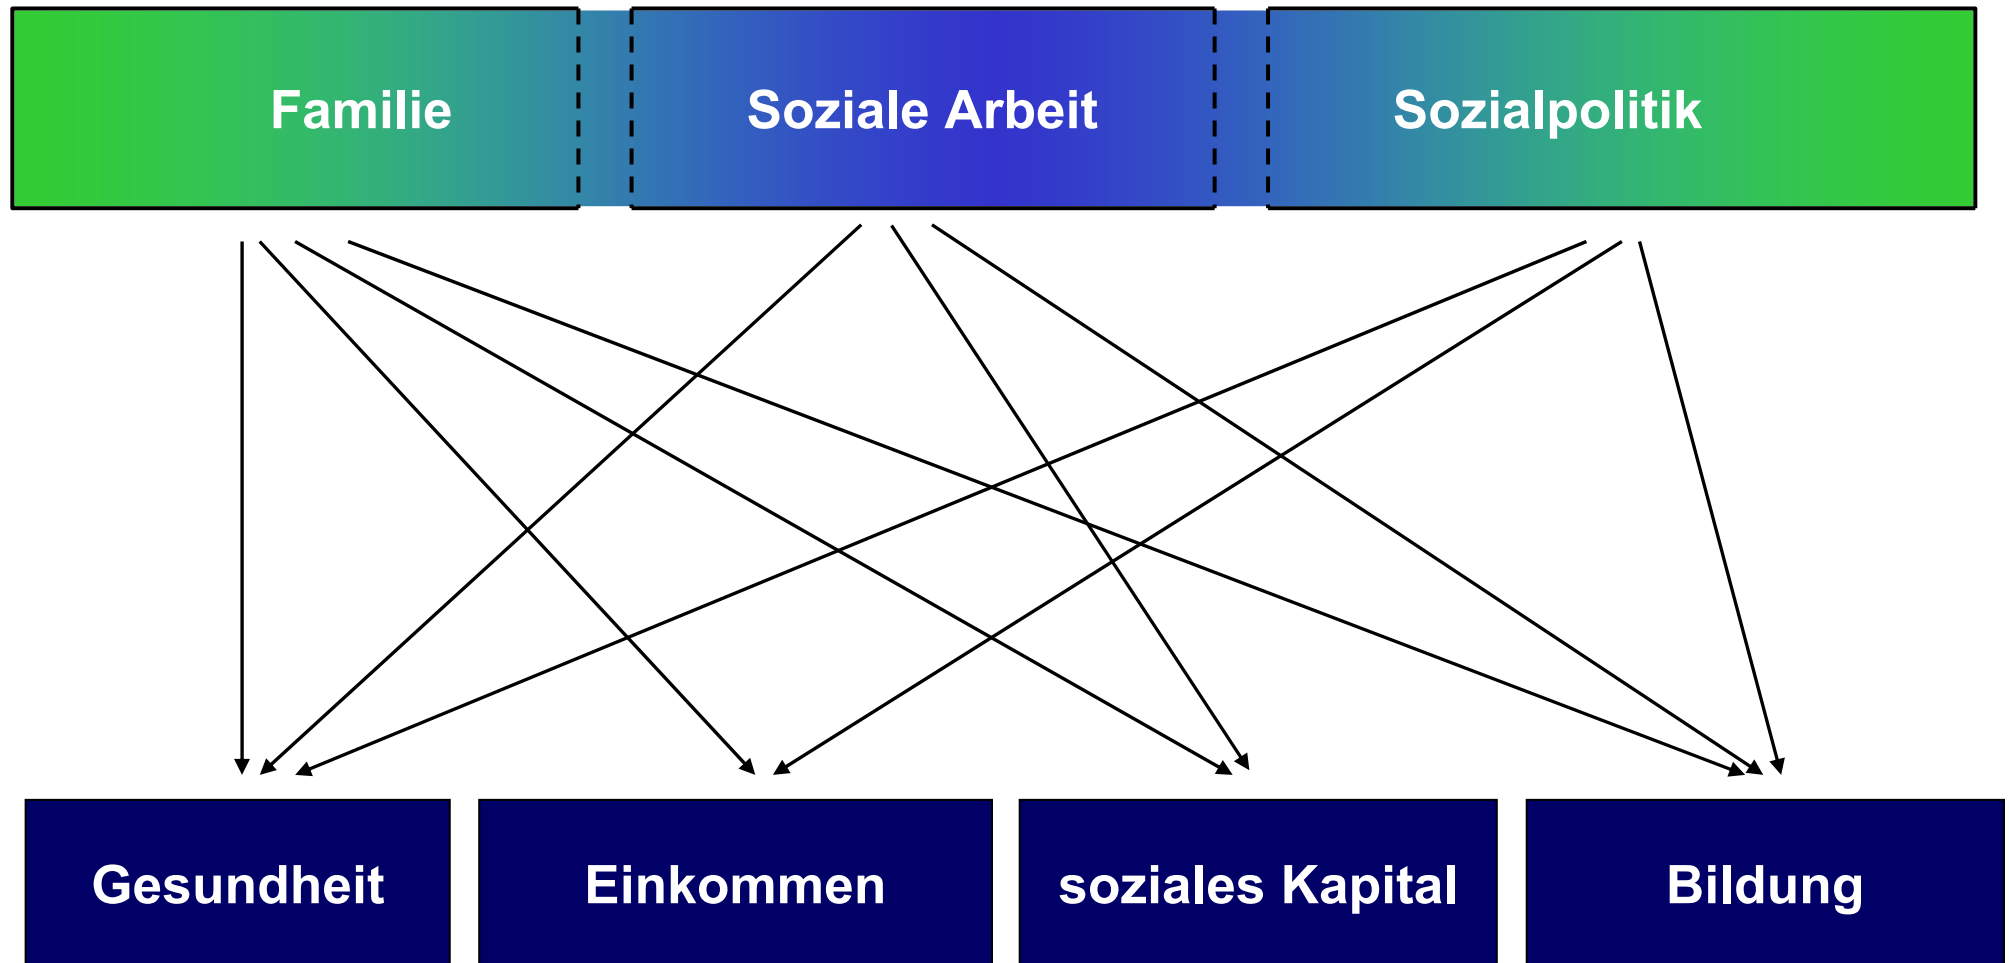 Familie
Soziale Arbeit
Sozialpolitik
Gesundheit
Einkommen
soziales Kapital
Bildung